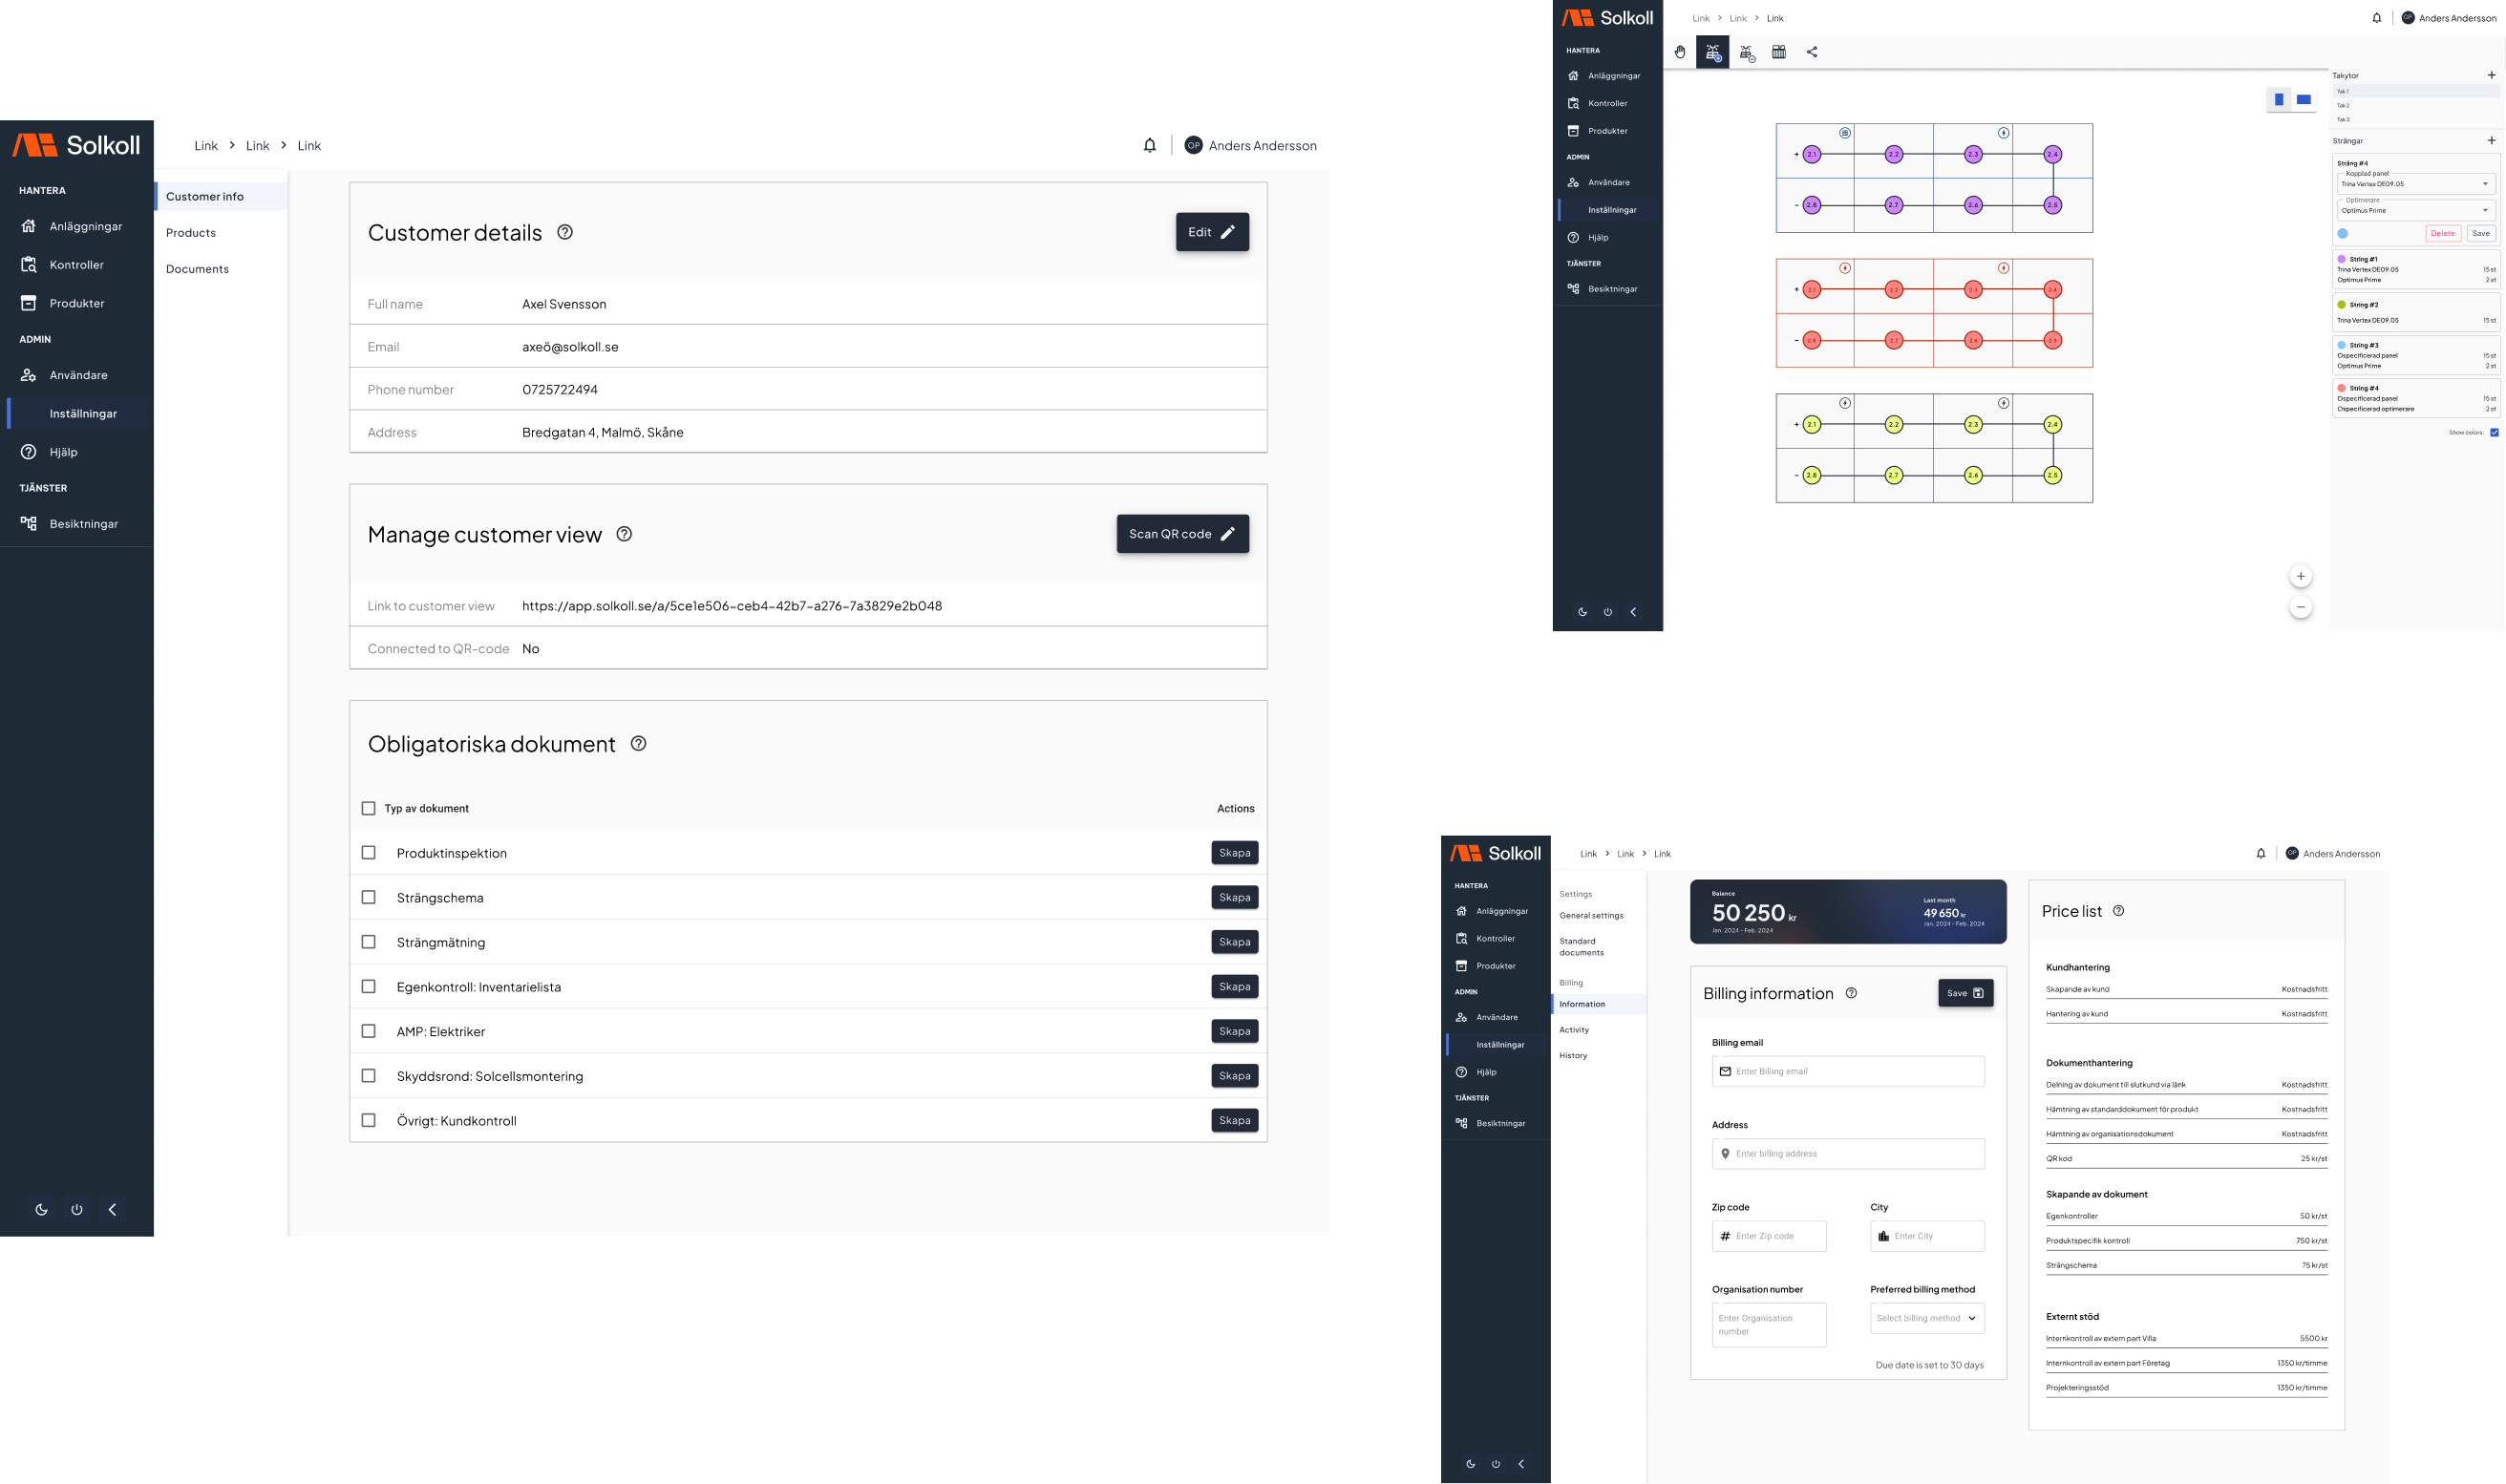 Solkoll
HANTERA
Anläggningar
Kontroller
Produkter
ADMIN
Användare
Inställningar
Hjälp
TJÄNSTER
Besiktningar
Link > Link > Link
OP Anders Andersson
Customer info
Products
Documents
Customer details
Edit
Full name Axel Svensson
Email axeö@solkoll.se
Phone number 0725722494
Address Bredgatan 4, Malmö, Skåne
Manage customer view
Scan QR code
Link to customer view https://app.solkoll.se/a/5ce1e506-ceb4-42b7-a276-7a3829e2b048
Connected to QR-code No
Obligatoriska dokument
Typ av dokument Actions
Produktinspektion Skapa
Strängschema Skapa
Strängmätning Skapa
Egenkontroll: Inventarielista Skapa
AMP: Elektriker Skapa
Skyddsrond: Solcellsmontering Skapa
Övrigt: Kundkontroll Skapa
Solkoll
HANTERA
Anläggningar
Kontroller
Produkter
ADMIN
Användare
Inställningar
Hjälp
TJÄNSTER
Besiktningar
Link > Link > Link
OP Anders Andersson
+ 2.1 2.2 2.3 2.4
- 2.8 2.7 2.6 2.5
+ 2.1 2.2 2.3 2.4
- 2.8 2.7 2.6 2.5
+ 2.1 2.2 2.3 2.4
- 2.8 2.7 2.6 2.5
Takytor +
Tak 1
Tak 2
Tak 3
Strängar +
Sträng #4
Kopplad panel
Trina Vertex DE09.05
Optimerare
Optimus Prime
Delete Save
String #1
Trina Vertex DE09.05 15 st
Optimus Prime 2 st
String #2
Trina Vertex DE09.05 15 st
String #3
Ospecificerad panel 15 st
Optimus Prime 2 st
String #4
Ospecificerad panel 15 st
Ospecificerad optimerare 2 st
Show colors:
Solkoll
HANTERA
Anläggningar
Kontroller
Produkter
ADMIN
Användare
Inställningar
Hjälp
TJÄNSTER
Besiktningar
Link > Link > Link
OP Anders Andersson
Settings
General settings
Standard
documents
Billing
Information
Activity
History
Balance
50 250 kr
Jan. 2024 - Feb. 2024
Last month
49 650 kr
Jan. 2024 - Feb. 2024
Billing information
Save
Billing email
Enter Billing email
Address
Enter billing address
Zip code City
# Enter Zip code Enter City
Organisation number Preferred billing method
Enter Organisation
number
Select billing method
Due date is set to 30 days
Price list
Kundhantering
Skapande av kund Kostnadsfritt
Hantering av kund Kostnadsfritt
Dokumenthantering
Delning av dokument till slutkund via länk Kostnadsfritt
Hämtning av standarddokument för produkt Kostnadsfritt
Hämtning av organisationsdokument Kostnadsfritt
QR kod 25 kr/st
Skapande av dokument
Egenkontroller 50 kr/st
Produktspecifik kontroll 750 kr/st
Strängschema 75 kr/st
Externt stöd
Internkontroll av extern part Villa 5500 kr
Internkontroll av extern part Företag 1350 kr/timme
Projekteringsstöd 1350 kr/timme